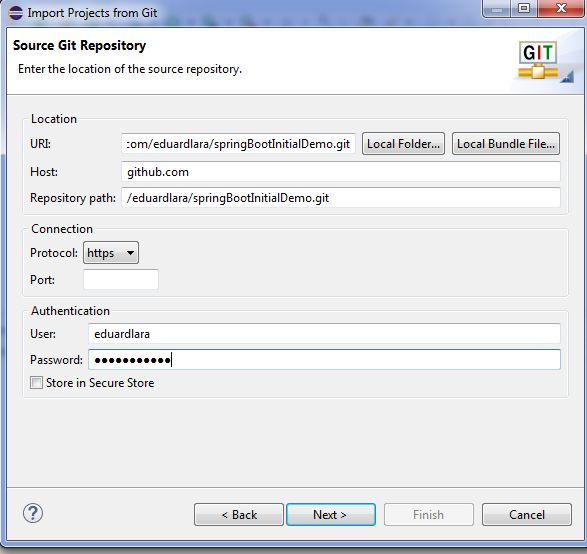 Import Projects from Git
Source Git Repository
Enter the location of the source repository.
GIT
Location
URI: :com/eduardlara/springBootInitialDemo.git Local Folder... Local Bundle File...
Host: github.com
Repository path: /eduardlara/springBootInitialDemo.git
Connection
Protocol: https
Port:
Authentication
User: eduardlara
Password: ●●●●●●●●●●●
Store in Secure Store
? < Back Next > Finish Cancel